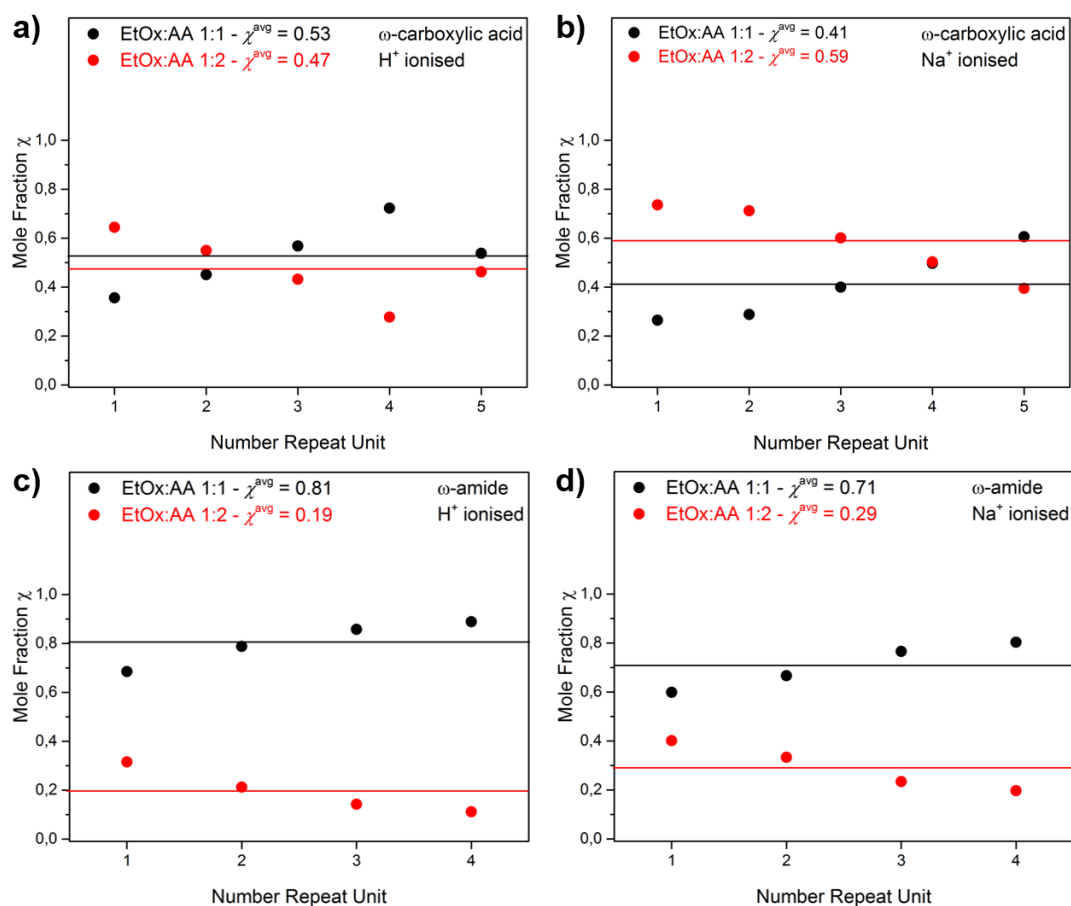 a)
EtOx:AA 1:1 - χavg = 0.53 ω-carboxylic acid
EtOx:AA 1:2 - χavg = 0.47 H+ ionised
Mole Fraction χ
1,0
0,8
0,6
0,4
0,2
0,0
1 2 3 4 5
Number Repeat Unit
b)
EtOx:AA 1:1 - χavg = 0.41 ω-carboxylic acid
EtOx:AA 1:2 - χavg = 0.59 Na+ ionised
Mole Fraction χ
1,0
0,8
0,6
0,4
0,2
0,0
1 2 3 4 5
Number Repeat Unit
c)
EtOx:AA 1:1 - χavg = 0.81 ω-amide
EtOx:AA 1:2 - χavg = 0.19 H+ ionised
Mole Fraction χ
1,0
0,8
0,6
0,4
0,2
0,0
1 2 3 4
Number Repeat Unit
d)
EtOx:AA 1:1 - χavg = 0.71 ω-amide
EtOx:AA 1:2 - χavg = 0.29 Na+ ionised
Mole Fraction χ
1,0
0,8
0,6
0,4
0,2
0,0
1 2 3 4
Number Repeat Unit